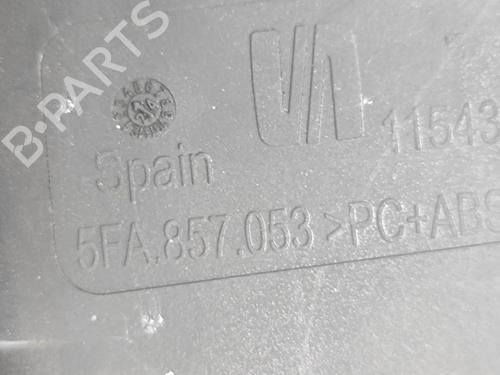 B-PARTS
11543
Spain
5FA.857.053 >PC+ABS